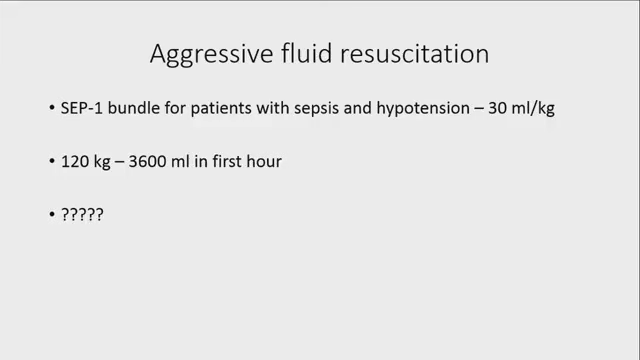 Aggressive fluid resuscitation
• SEP-1 bundle for patients with sepsis and hypotension – 30 ml/kg
• 120 kg – 3600 ml in first hour
• ?????